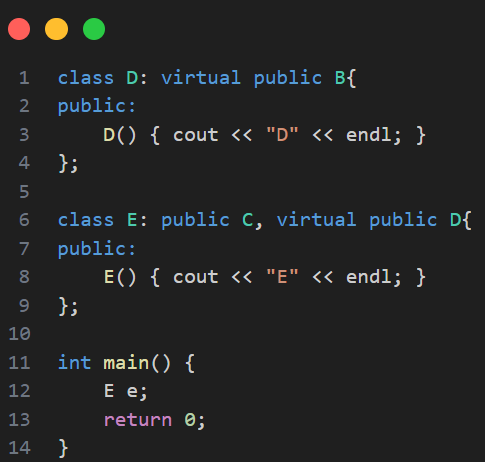 1 class D: virtual public B{
2 public:
3     D() { cout << "D" << endl; }
4 };
5
6 class E: public C, virtual public D{
7 public:
8     E() { cout << "E" << endl; }
9 };
10
11 int main() {
12     E e;
13     return 0;
14 }